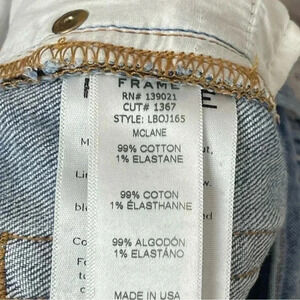 FRAME
RN# 139021
CUT# 1367
STYLE: LBOJ165
MCLANE
99% COTTON
1% ELASTANE
99% COTON
1% ÉLASTHANNE
99% ALGODÓN
1% ELASTANO
MADE IN USA